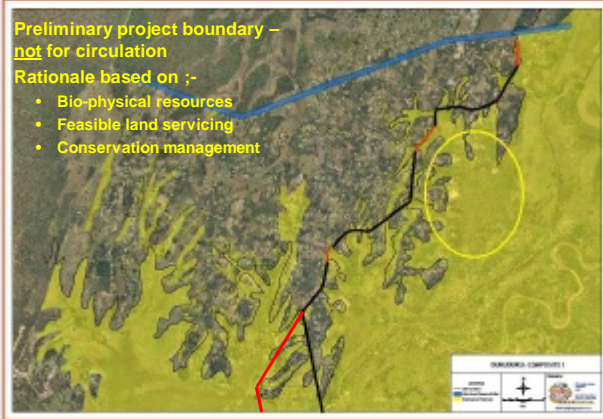 Preliminary project boundary –
not for circulation
Rationale based on ;-
• Bio-physical resources
• Feasible land servicing
• Conservation management